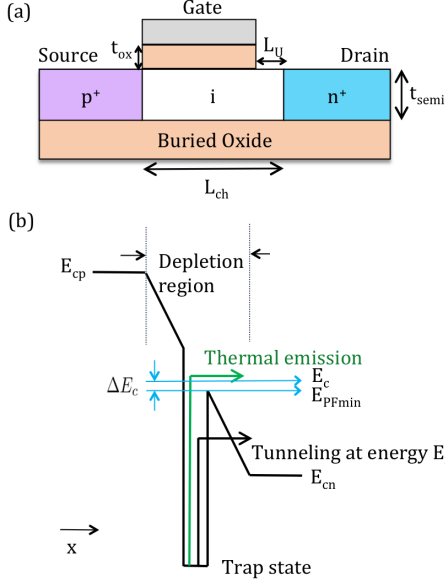 (a)
Gate
Source
t_ox
L_U
Drain
p⁺
i
n⁺
t_semi
Buried Oxide
L_ch
(b)
E_cp
Depletion
region
Thermal emission
ΔE_c
E_c
E_PFmin
Tunneling at energy E
E_cn
x
Trap state